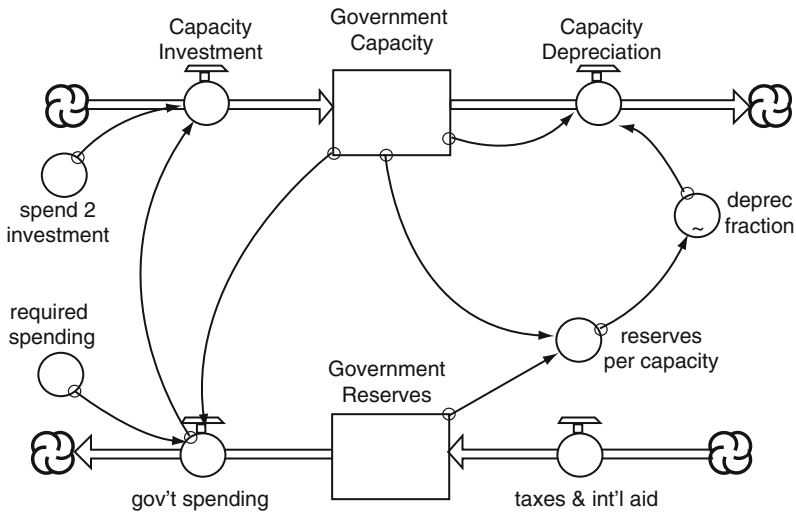 Capacity
Investment
Government
Capacity
Capacity
Depreciation
spend 2
investment
deprec
fraction
~
required
spending
reserves
per capacity
Government
Reserves
gov't spending
taxes & int'l aid